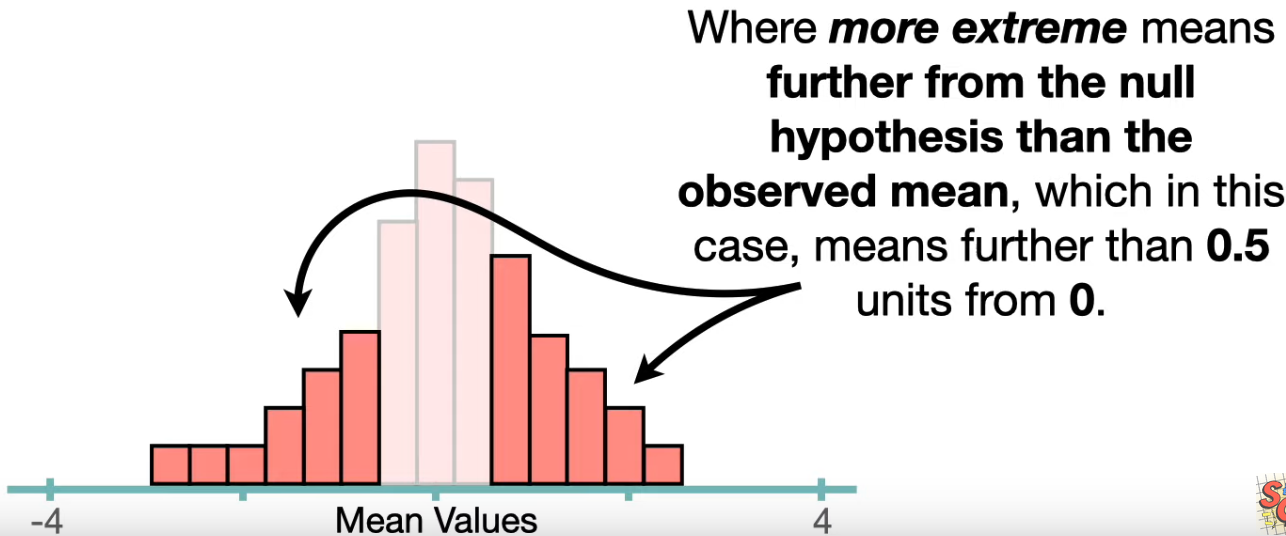 Where more extreme means
further from the null
hypothesis than the
observed mean, which in this
case, means further than 0.5
units from 0.
-4
Mean Values
4